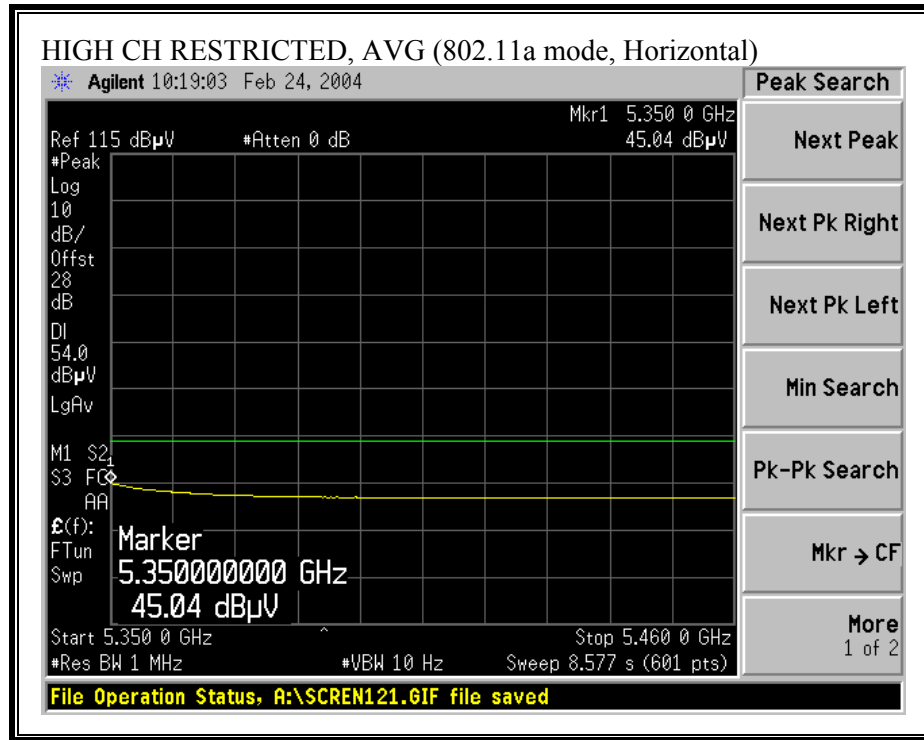 HIGH CH RESTRICTED, AVG (802.11a mode, Horizontal)
Agilent 10:19:03 Feb 24, 2004
Peak Search
Mkr1 5.350 0 GHz
Ref 115 dBµV #Atten 0 dB 45.04 dBµV
#Peak
Log
10
dB/
Offst
28
dB
DI
54.0
dBµV
LgAv
M1 S2
S3 FC
AA
£(f):
FTun
Swp
1
Marker
5.350000000 GHz
45.04 dBµV
Start 5.350 0 GHz ^ Stop 5.460 0 GHz
#Res BW 1 MHz #VBW 10 Hz Sweep 8.577 s (601 pts)
Next Peak
Next Pk Right
Next Pk Left
Min Search
Pk-Pk Search
Mkr → CF
More
1 of 2
File Operation Status, A:\SCREN121.GIF file saved